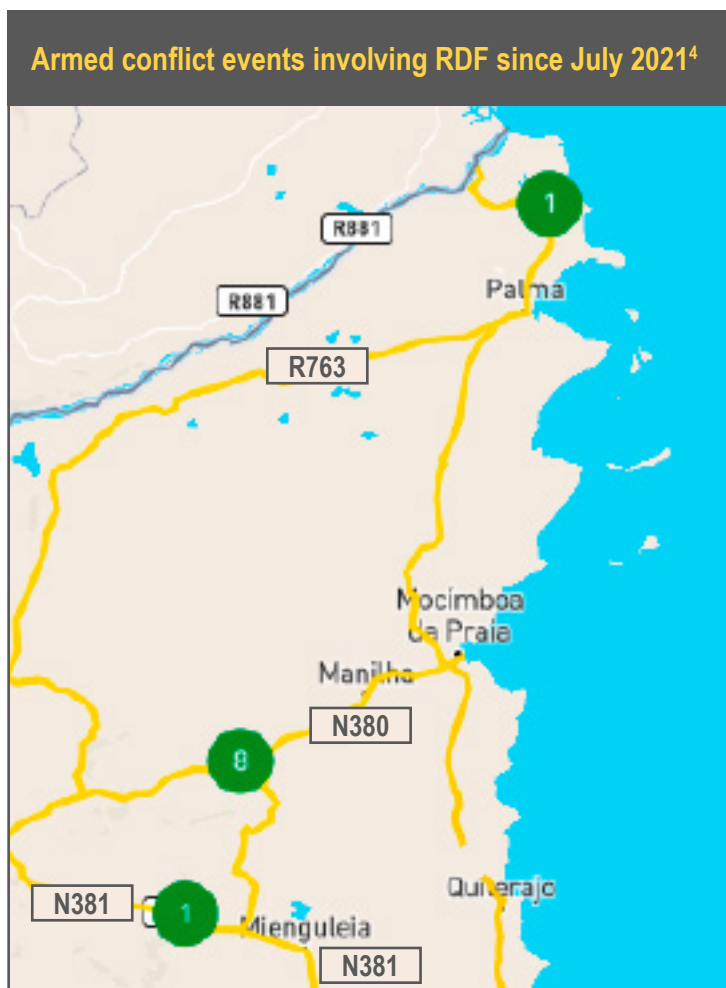 Armed conflict events involving RDF since July 2021⁴
1
R881
R881
Palma
R763
Mocimboa
da Praia
Manilha
N380
8
Quiterajo
N381
1
Mienguleia
N381